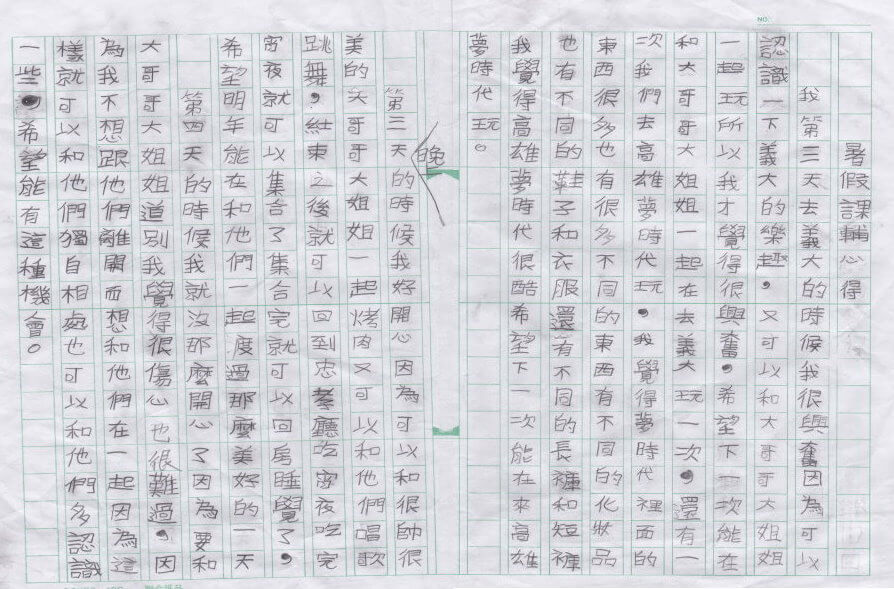 暑假課輔心得
我第三天去義大的時候我很興奮因為可以
認識一下義大的樂趣，又可以和大哥哥大姐姐
一起玩所以我才覺得很興奮，希望下一次能在
和大哥哥大姐姐一起在去義大玩一次，還有一
次我們去高雄夢時代玩，我覺得夢時代裡面的
東西很多也有很多不同的東西有不同的化妝品
也有不同的鞋子和衣服還有不同的長褲和短褲
我覺得高雄夢時代很酷希望下一次能在來高雄
夢時代玩。
晚
第三天的時候我好開心因為可以和很帥很
美的大哥哥大姐姐一起烤肉又可以和他們唱歌
跳舞，結束之後就可以回到忠孝廳吃宵夜吃完
宵夜就可以集合了集合完就可以回房睡覺了，
希望明年能在和他們一起度過那麼美好的一天
第四天的時候我就沒那麼開心了因為要和
大哥哥大姐姐道別我覺得很傷心也很難過，因
為我不想跟他們離開而想和他們在一起因為這
樣就可以和他們獨自相處也可以和他們多認識
一些，希望能有這種機會。
NO.